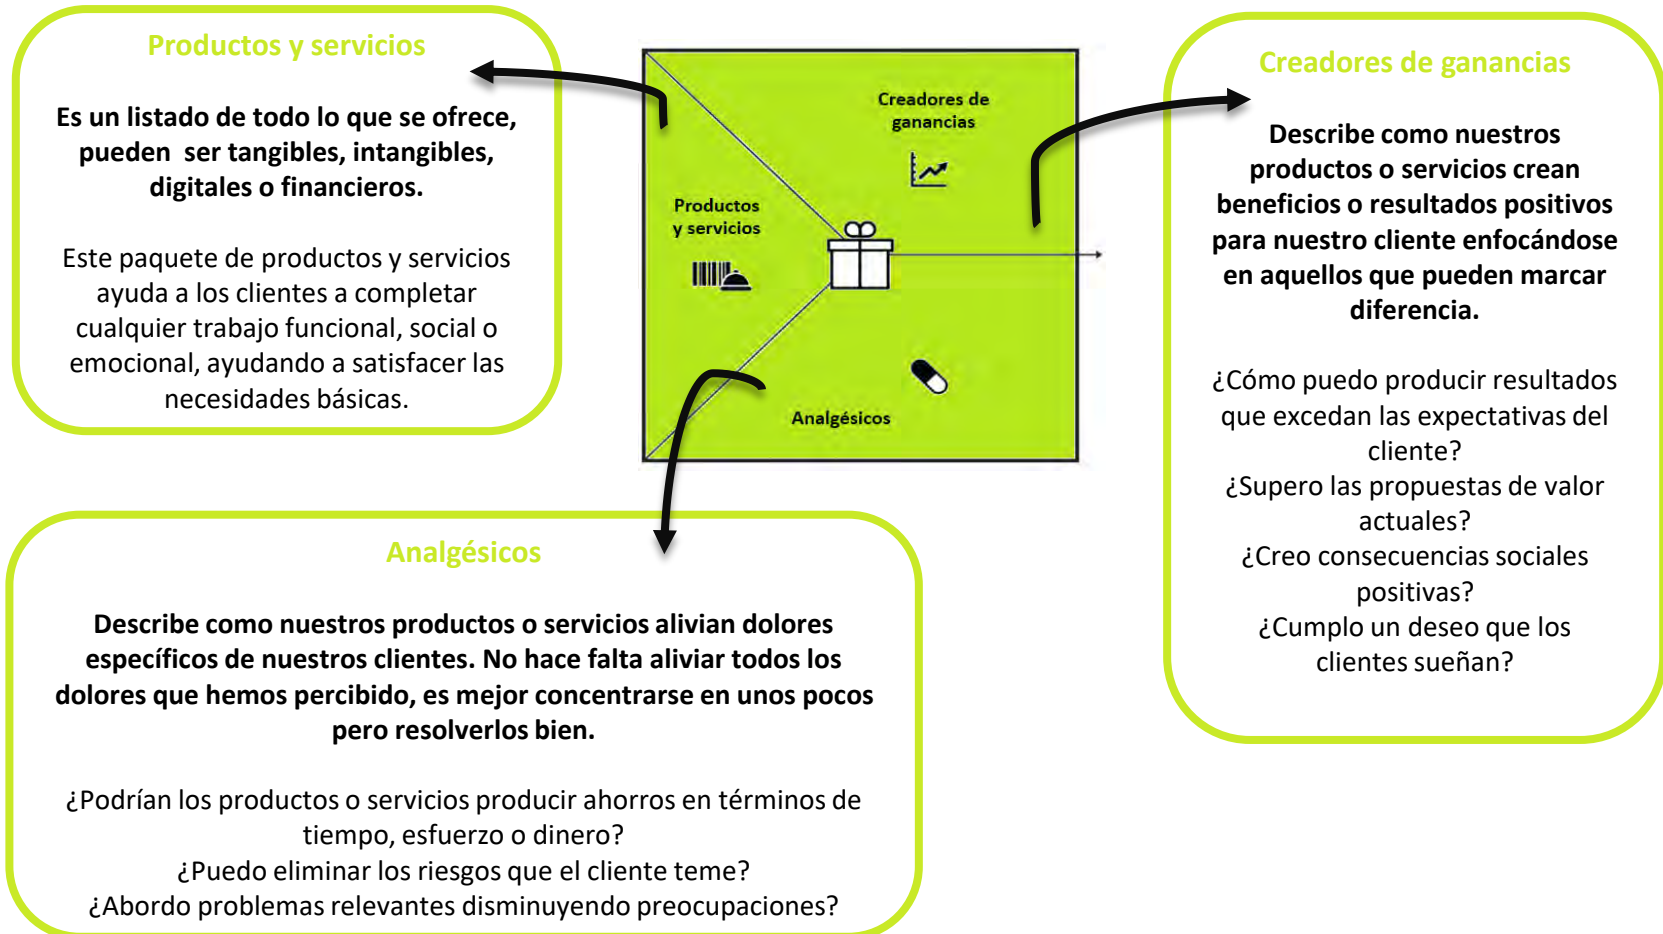 Productos y servicios
Es un listado de todo lo que se ofrece,
pueden  ser tangibles, intangibles,
digitales o financieros.
Este paquete de productos y servicios
ayuda a los clientes a completar
cualquier trabajo funcional, social o
emocional, ayudando a satisfacer las
necesidades básicas.
Creadores de
ganancias
Productos
y servicios
Analgésicos
Creadores de ganancias
Describe como nuestros
productos o servicios crean
beneficios o resultados positivos
para nuestro cliente enfocándose
en aquellos que pueden marcar
diferencia.
¿Cómo puedo producir resultados
que excedan las expectativas del
cliente?
¿Supero las propuestas de valor
actuales?
¿Creo consecuencias sociales
positivas?
¿Cumplo un deseo que los
clientes sueñan?
Analgésicos
Describe como nuestros productos o servicios alivian dolores
específicos de nuestros clientes. No hace falta aliviar todos los
dolores que hemos percibido, es mejor concentrarse en unos pocos
pero resolverlos bien.
¿Podrían los productos o servicios producir ahorros en términos de
tiempo, esfuerzo o dinero?
¿Puedo eliminar los riesgos que el cliente teme?
¿Abordo problemas relevantes disminuyendo preocupaciones?